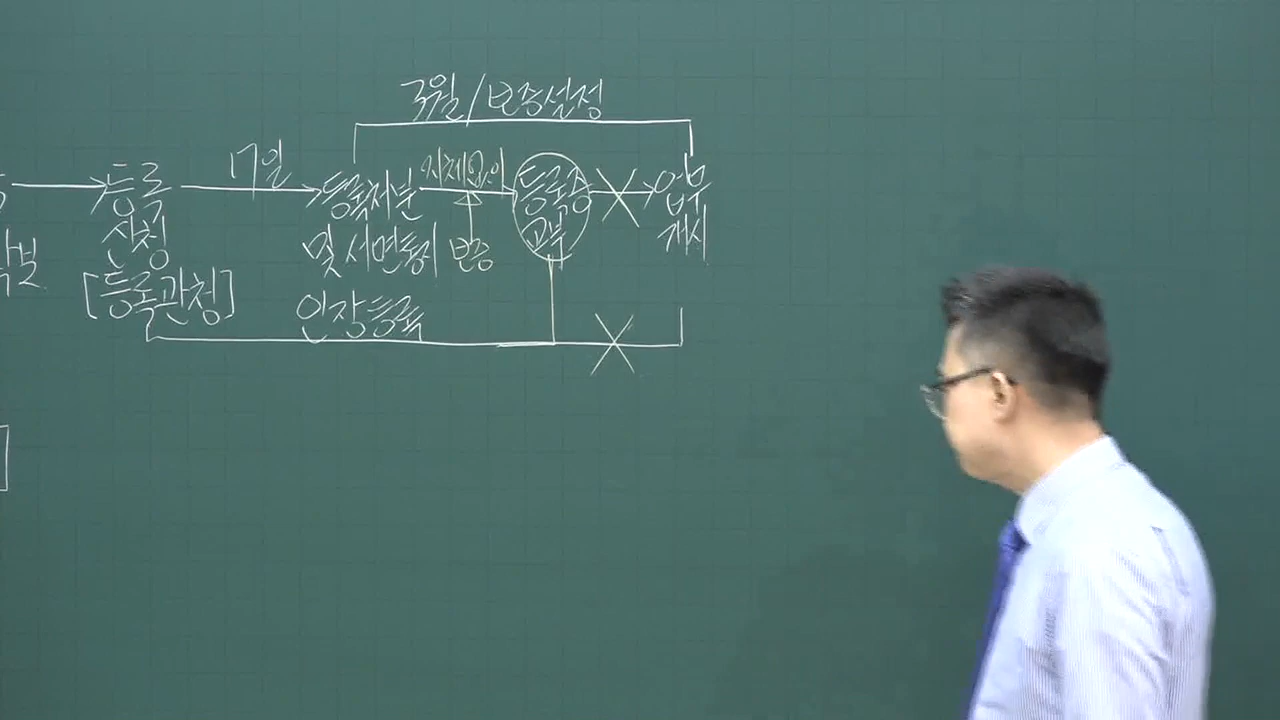 3월/보증설정
등록 17일 등록처분 지체없이 등록증 업무
신청 및 서면통지 보증 교부 개시
[등록관청] 인장등록